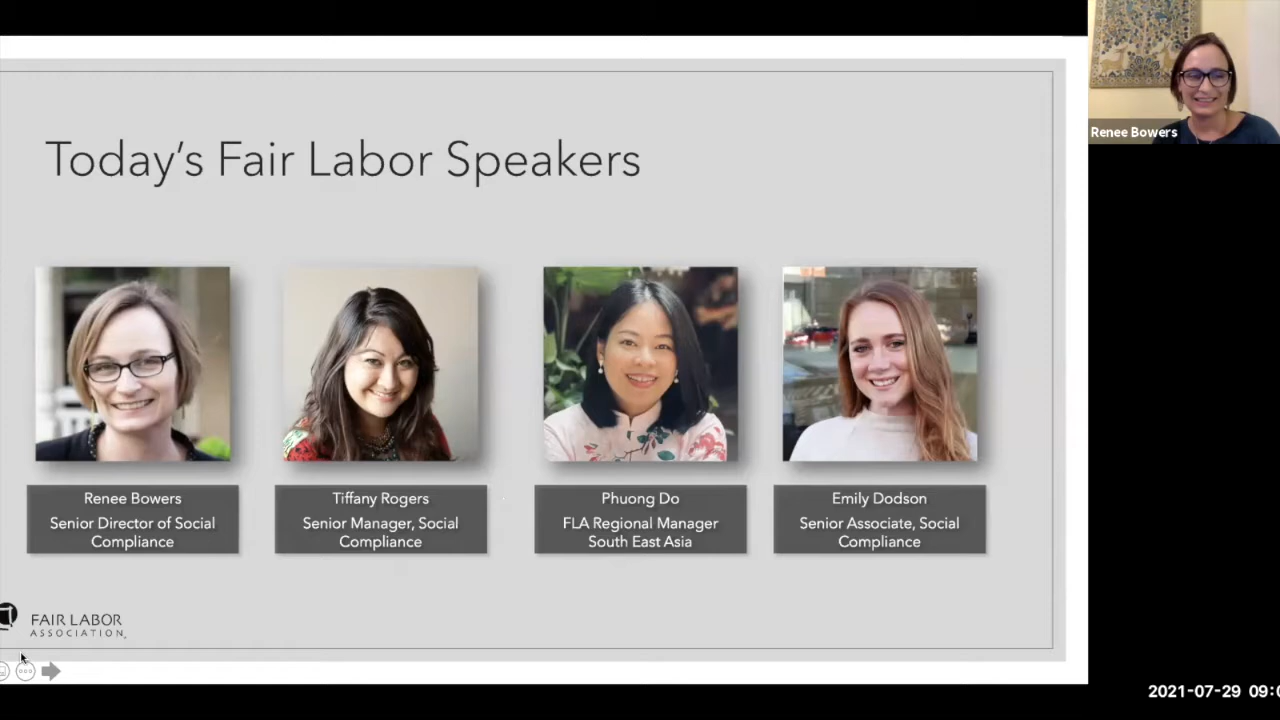 Today's Fair Labor Speakers
Renee Bowers
Renee Bowers
Senior Director of Social
Compliance
Tiffany Rogers
Senior Manager, Social
Compliance
Phuong Do
FLA Regional Manager
South East Asia
Emily Dodson
Senior Associate, Social
Compliance
FAIR LABOR
ASSOCIATION
2021-07-29 09:0